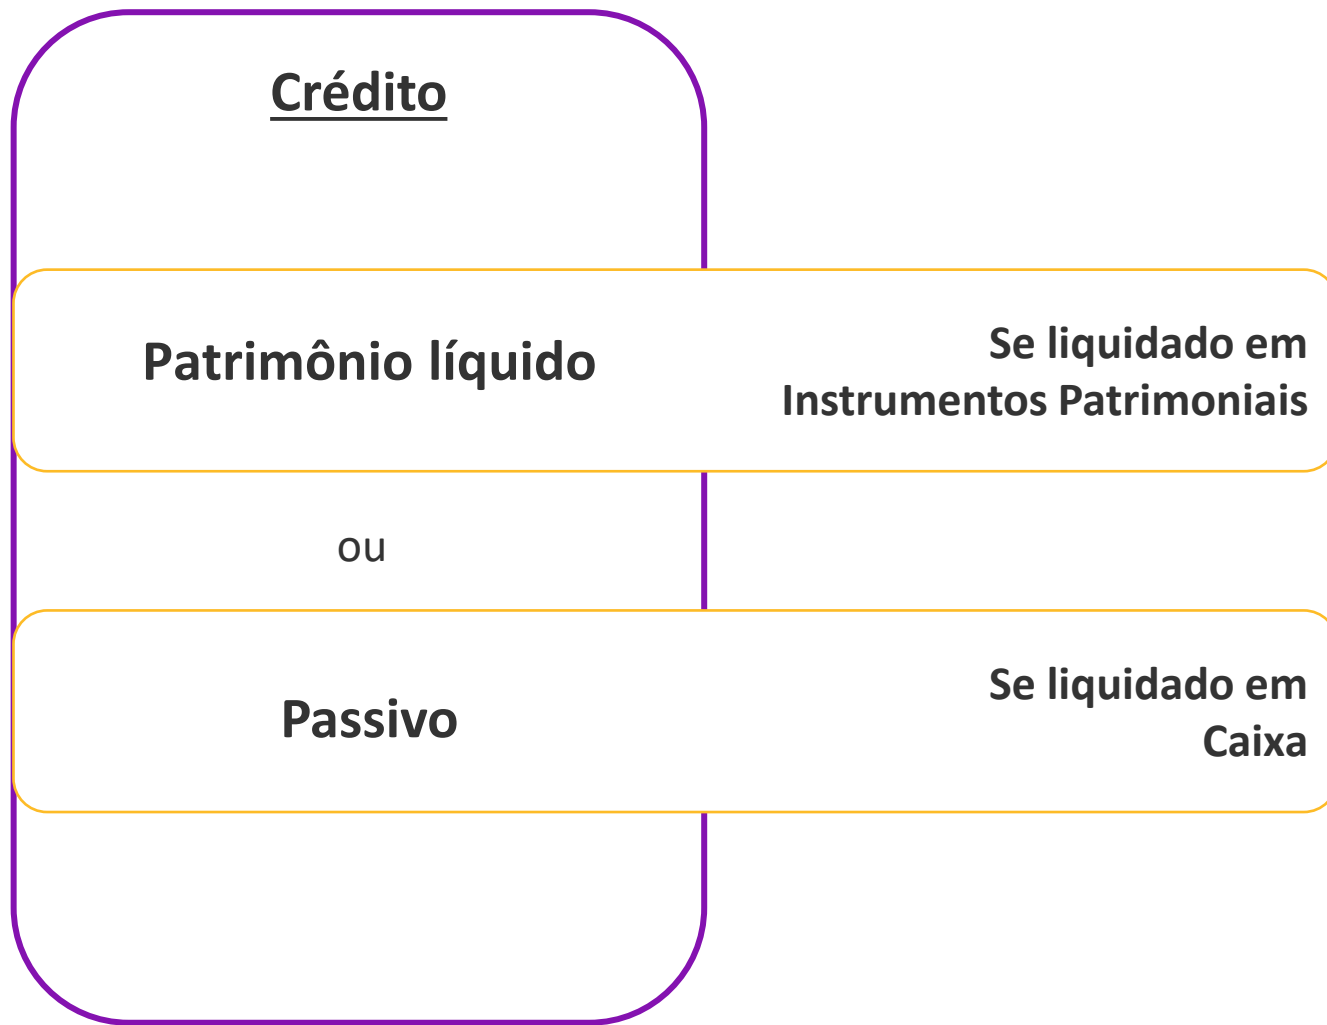 Crédito
Patrimônio líquido
Se liquidado em
Instrumentos Patrimoniais
ou
Passivo
Se liquidado em
Caixa